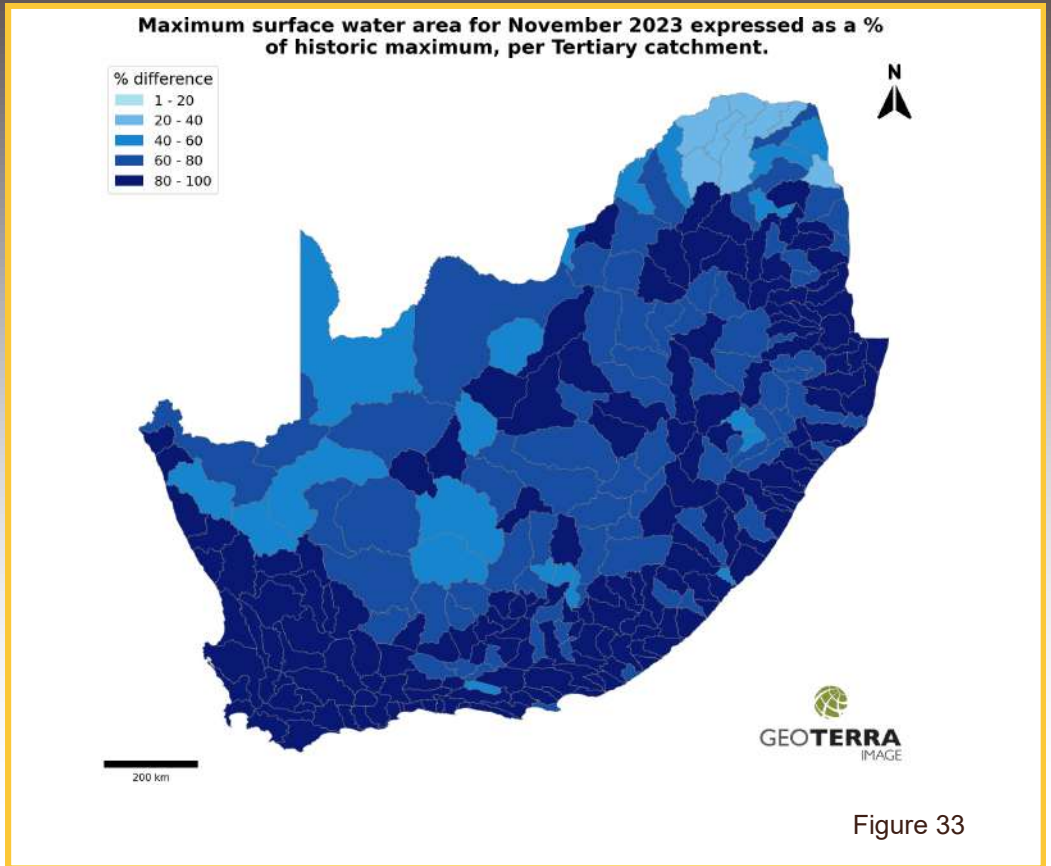 Maximum surface water area for November 2023 expressed as a %
of historic maximum, per Tertiary catchment.
% difference
1 - 20
20 - 40
40 - 60
60 - 80
80 - 100
N
GEOTERRA
IMAGE
200 km
Figure 33